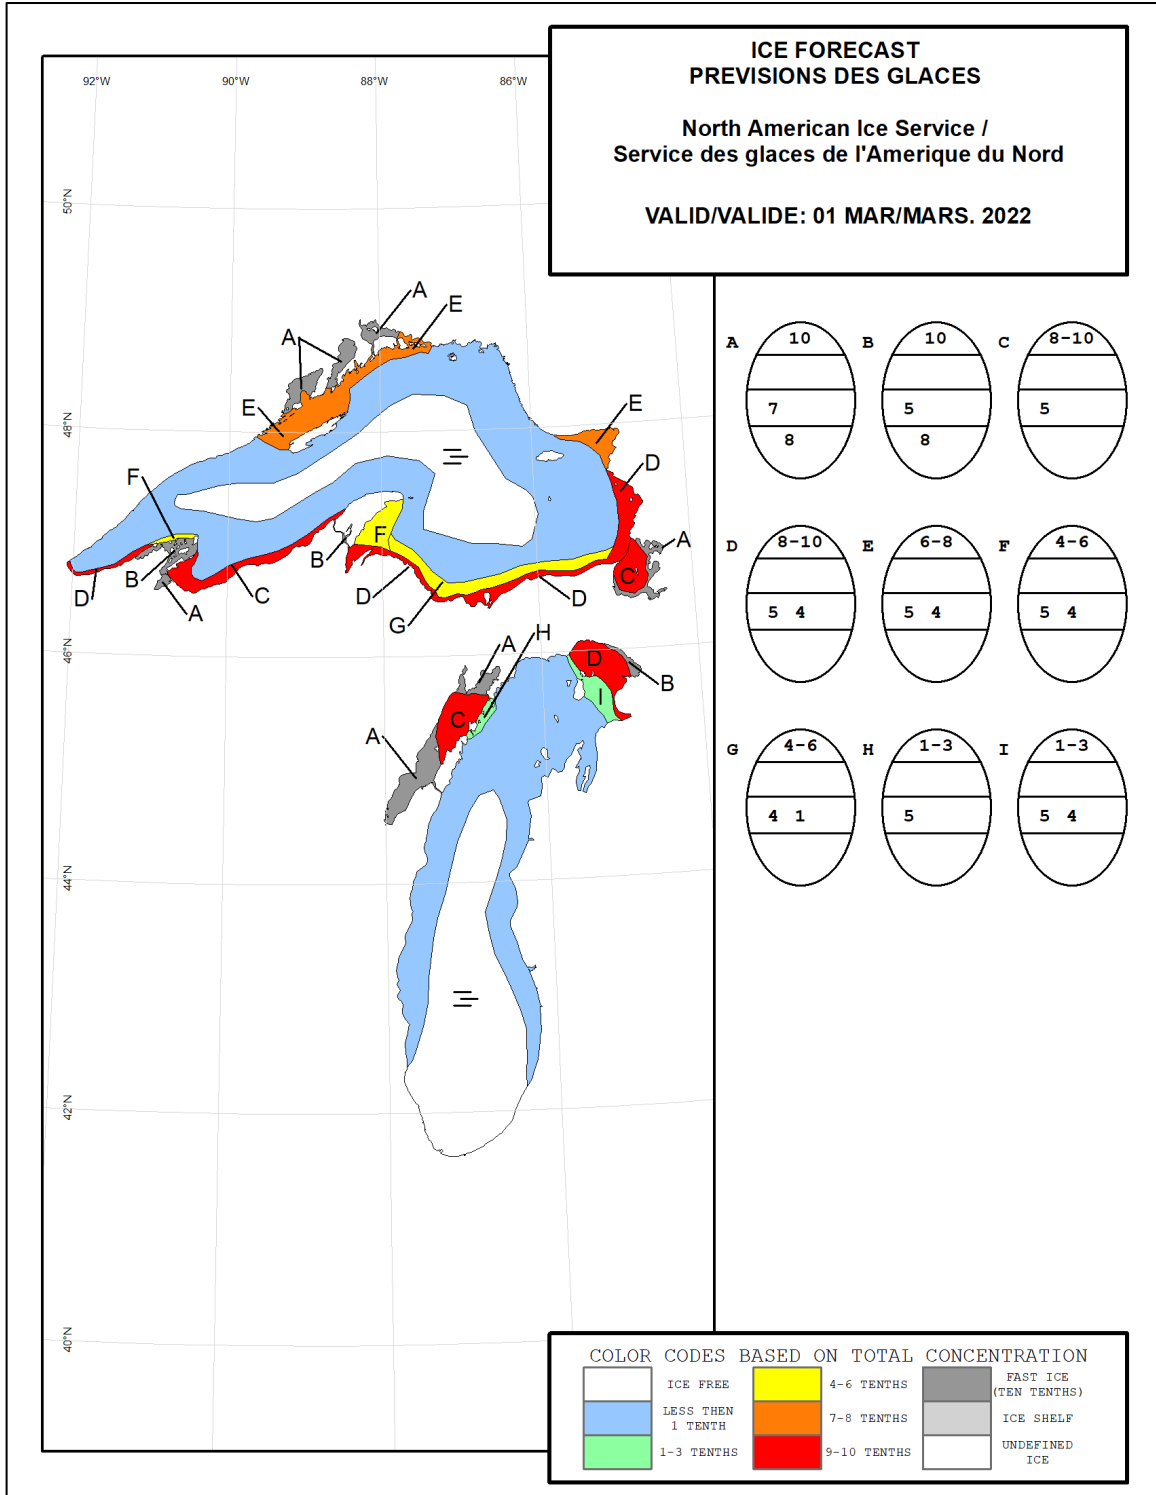 ICE FORECAST
PREVISIONS DES GLACES
North American Ice Service /
Service des glaces de l'Amerique du Nord
VALID/VALIDE: 01 MAR/MARS. 2022
92°W 90°W 88°W 86°W
50°N
48°N
46°N
44°N
42°N
40°N
A
E
A
E
E
D
F
F
A
B
B
C
D
A
C
D
G
D
H
A
D
B
I
C
A
A 10
7
8
B 10
5
8
C 8-10
5
D 8-10
5 4
E 6-8
5 4
F 4-6
5 4
G 4-6
4 1
H 1-3
5
I 1-3
5 4
COLOR CODES BASED ON TOTAL CONCENTRATION
ICE FREE
LESS THEN
1 TENTH
1-3 TENTHS
4-6 TENTHS
7-8 TENTHS
9-10 TENTHS
FAST ICE
(TEN TENTHS)
ICE SHELF
UNDEFINED
ICE